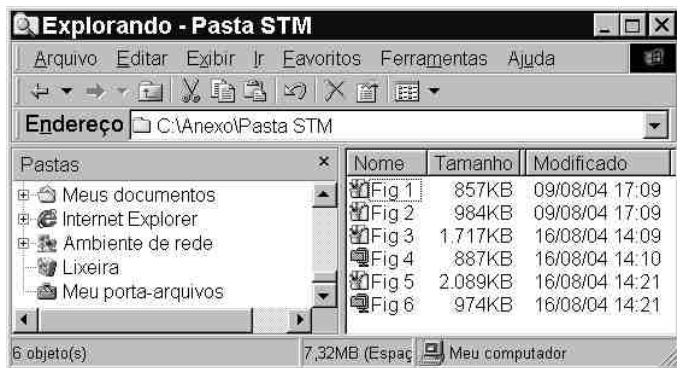 Explorando - Pasta STM
Arquivo Editar Exibir Ir Favoritos Ferramentas Ajuda
Endereço C:\Anexo\Pasta STM
Pastas
Meus documentos
Internet Explorer
Ambiente de rede
Lixeira
Meu porta-arquivos
Nome Tamanho Modificado
Fig 1 857KB 09/08/04 17:09
Fig 2 984KB 09/08/04 17:09
Fig 3 1.717KB 16/08/04 14:09
Fig 4 887KB 16/08/04 14:10
Fig 5 2.089KB 16/08/04 14:21
Fig 6 974KB 16/08/04 14:21
6 objeto(s) 7,32MB (Espaç Meu computador